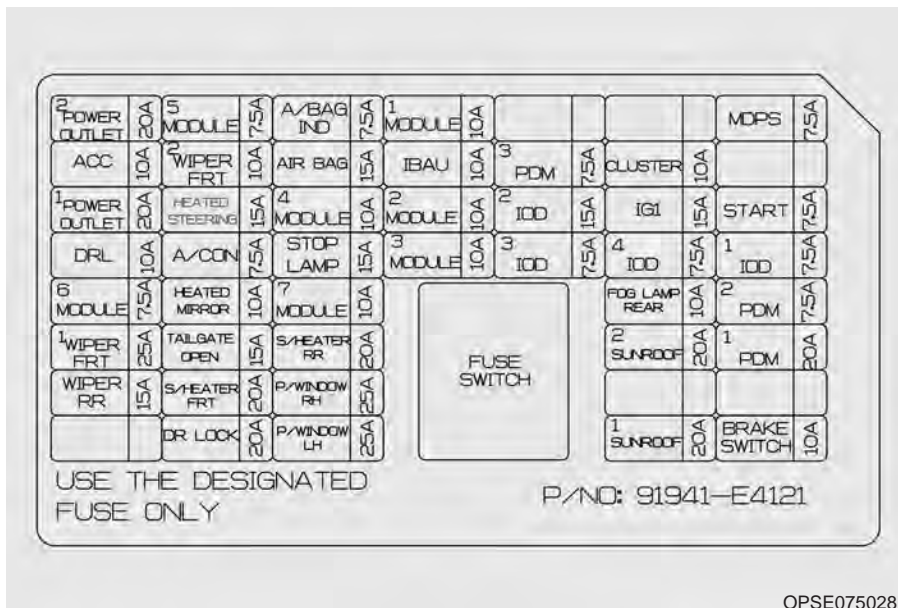 2 POWER OUTLET 20A 5 MODULE 7.5A A/BAG IND 7.5A 1 MODULE 10A MDPS 7.5A
ACC 10A 2 WIPER FRT 10A AIR BAG 15A IBAU 10A 3 PDM 7.5A CLUSTER 10A
1 POWER OUTLET 20A HEATED STEERING 15A 4 MODULE 10A 2 MODULE 10A 2 IOD 15A IG1 15A START 7.5A
DRL 10A A/CON 7.5A STOP LAMP 15A 3 MODULE 10A 3 IOD 7.5A 4 IOD 7.5A 1 IOD 7.5A
6 MODULE 7.5A HEATED MIRROR 10A 7 MODULE 10A FOG LAMP REAR 10A 2 PDM 7.5A
1 WIPER FRT 25A TAILGATE OPEN 15A S/HEATER RR 20A FUSE SWITCH 2 SUNROOF 20A 1 PDM 20A
WIPER RR 15A S/HEATER FRT 20A P/WINDOW RH 25A
DR LOCK 20A P/WINDOW LH 25A 1 SUNROOF 20A BRAKE SWITCH 10A
USE THE DESIGNATED
FUSE ONLY
P/NO: 91941-E4121
OPSE075028